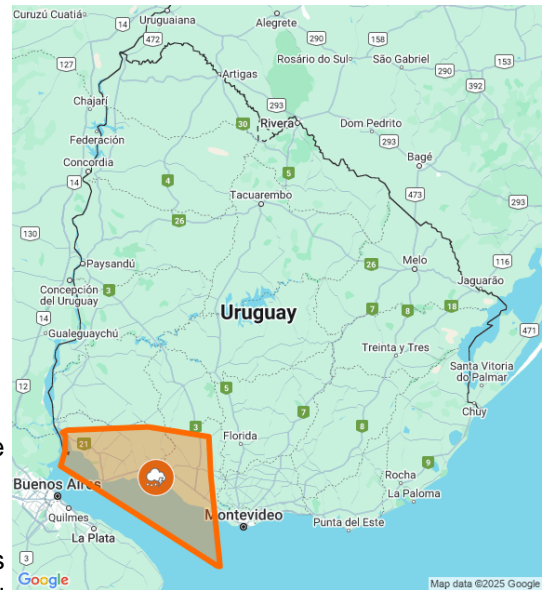 Curuzú Cuatiá
Uruguaiana
Alegrete
14
472
290
158
153
Rosário do Sul
São Gabriel
127
Artigas
290
392
Chajarí
293
Federación
30
Rivera
Dom Pedrito
293
Concordia
Bagé
14
4
5
473
Tacuarembo
26
293
130
Paysandú
26
Melo
116
Concepción
del Uruguay
3
Jaguarão
14
Uruguay
7
8
18
Gualeguaychú
471
Treinta y Tres
12
Santa Vitoria
do Palmar
5
7
Chuy
3
8
21
Florida
e
9
Rocha
Buenos Aires
La Paloma
Montevideo
Quilmes
Punta del Este
La Plata
3
s
Google
Map data ©2025 Google